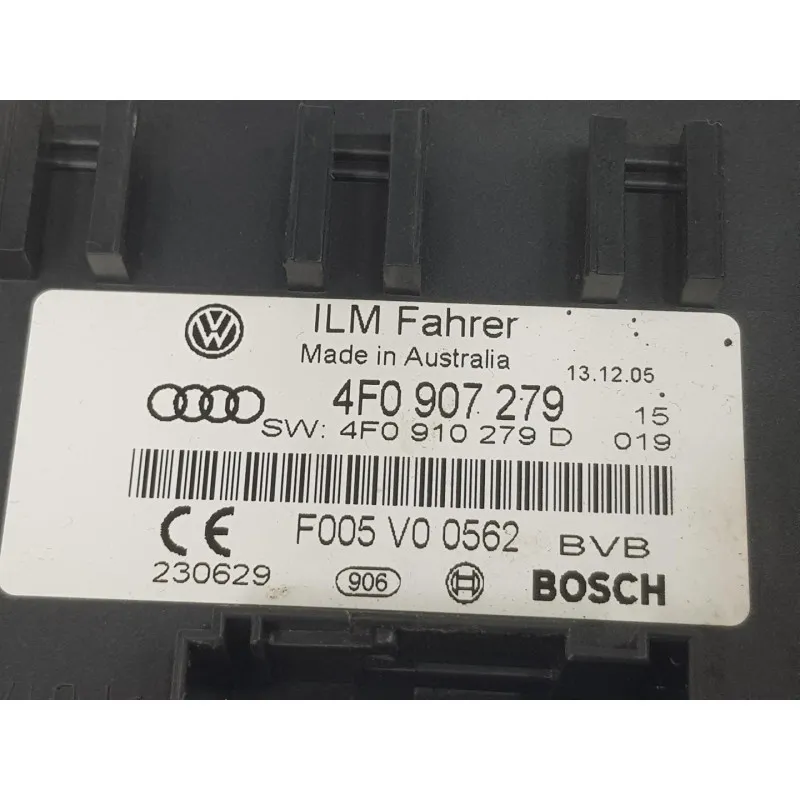 ILM Fahrer
Made in Australia
13.12.05
4F0 907 279
15
SW: 4F0 910 279 D
019
F005 V0 0562
BVB
CE
230629
906
BOSCH